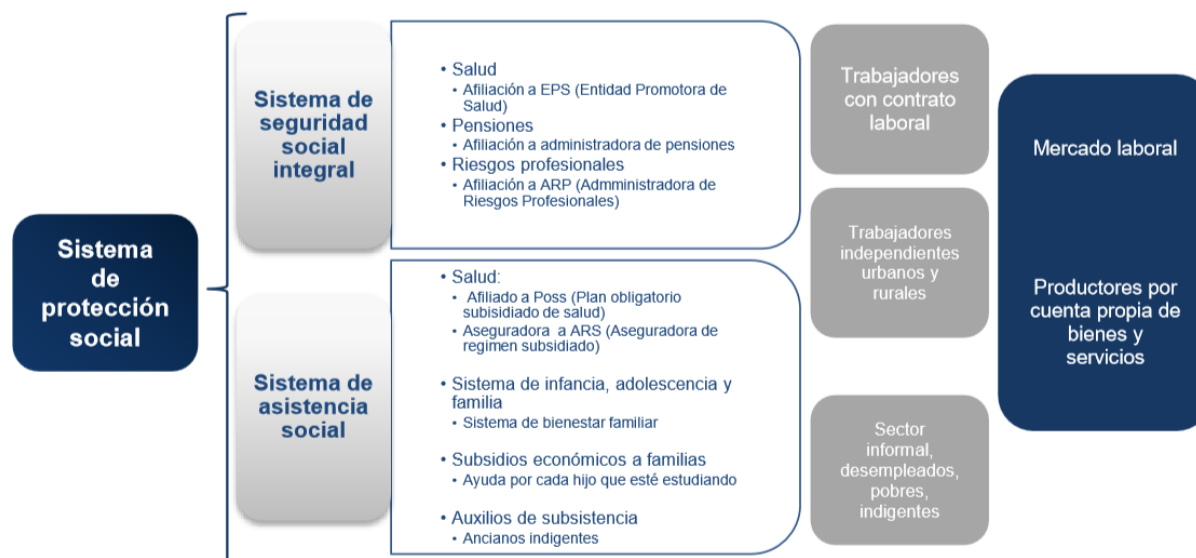 Sistema
de
protección
social
Sistema de
seguridad
social
integral
• Salud
• Afiliación a EPS (Entidad Promotora de
Salud)
• Pensiones
• Afiliación a administradora de pensiones
• Riesgos profesionales
• Afiliación a ARP (Admministradora de
Riesgos Profesionales)
Sistema de
asistencia
social
• Salud:
• Afiliado a Poss (Plan obligatorio
subisidiado de salud)
• Aseguradora a ARS (Aseguradora de
regimen subsidiado)
• Sistema de infancia, adolescencia y
familia
• Sistema de bienestar familiar
• Subsidios económicos a familias
• Ayuda por cada hijo que esté estudiando
• Auxilios de subsistencia
• Ancianos indigentes
Trabajadores
con contrato
laboral
Trabajadores
independientes
urbanos y
rurales
Sector
informal,
desempleados,
pobres,
indigentes
Mercado laboral
Productores por
cuenta propia de
bienes y
servicios